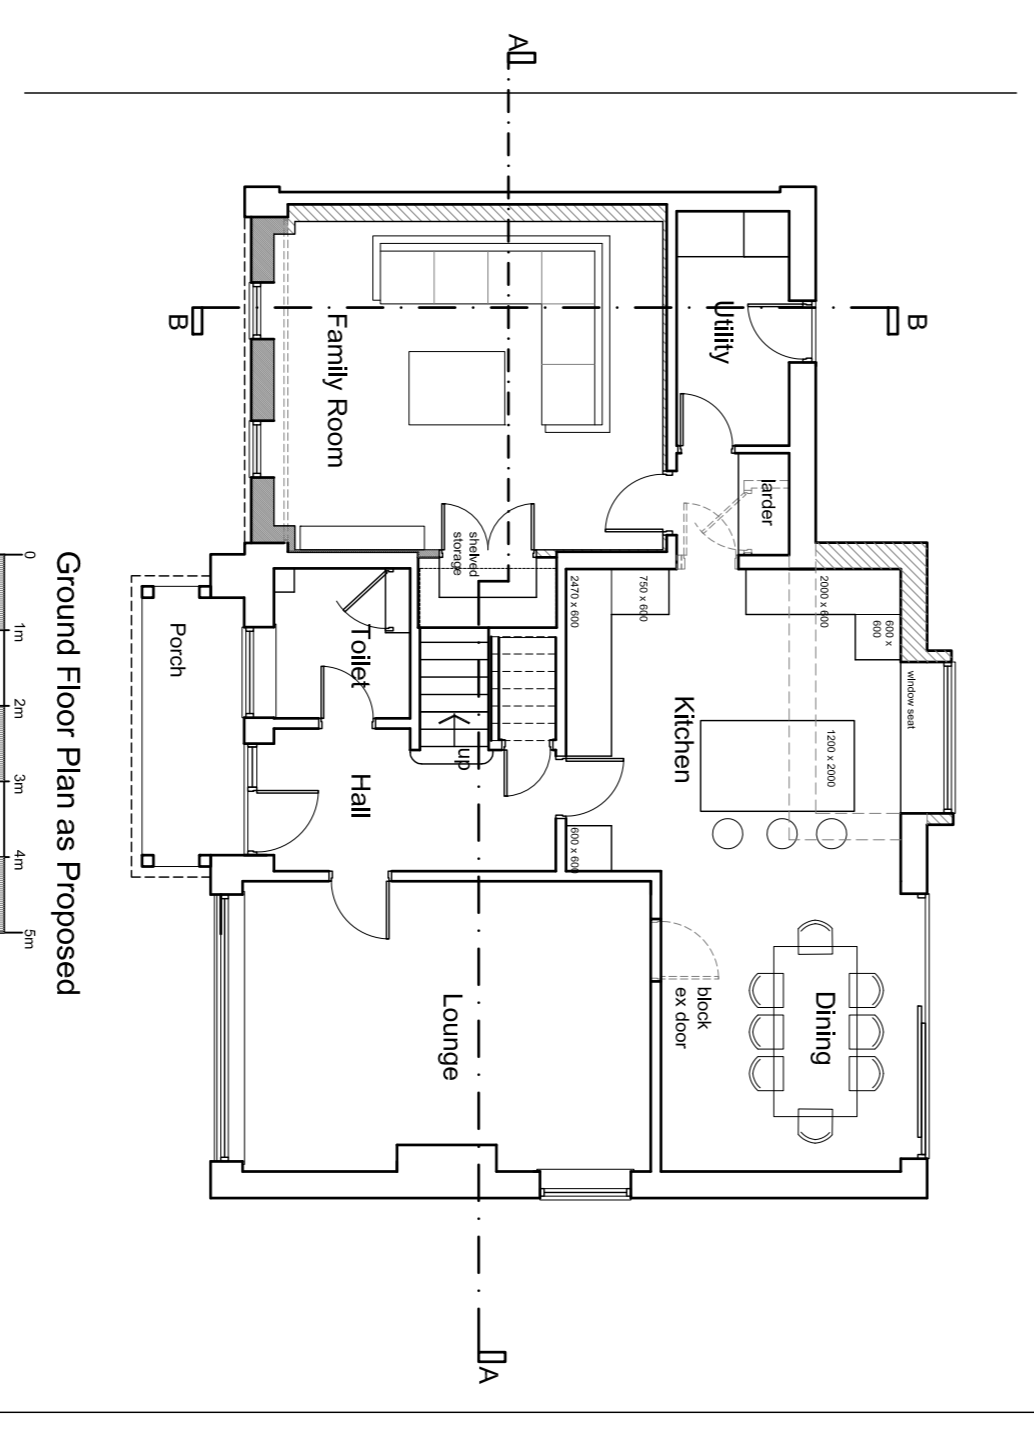 A
B
B
Utility
Family Room
larder
shelved
storage
2470 x 600
750 x 600
2000 x 600
600 x
600
window seat
Kitchen
1200 x 2000
Toilet
up
Porch
Hall
600 x 600
block
ex door
Dining
Lounge
A
Ground Floor Plan as Proposed
0
1m
2m
3m
4m
5m